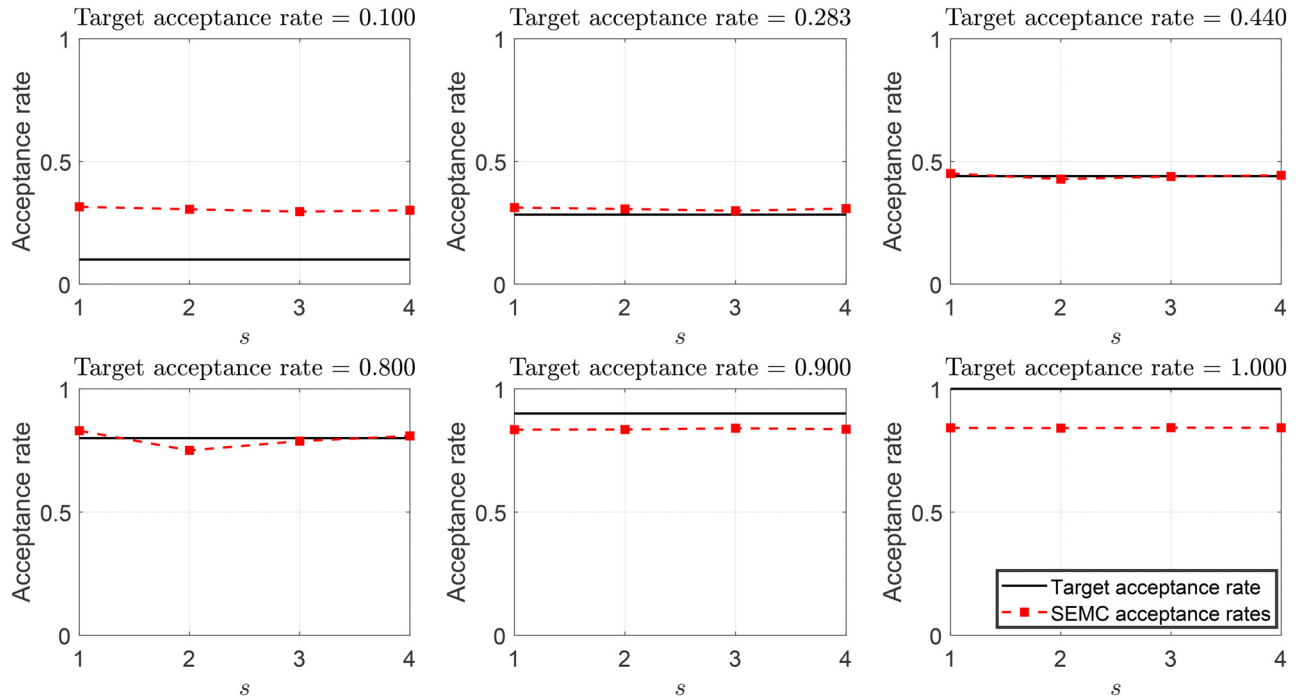 Target acceptance rate = 0.100
1
0.5
0
Acceptance rate
1 2 3 4
s
Target acceptance rate = 0.283
1
0.5
0
Acceptance rate
1 2 3 4
s
Target acceptance rate = 0.440
1
0.5
0
Acceptance rate
1 2 3 4
s
Target acceptance rate = 0.800
1
0.5
0
Acceptance rate
1 2 3 4
s
Target acceptance rate = 0.900
1
0.5
0
Acceptance rate
1 2 3 4
s
Target acceptance rate = 1.000
1
0.5
0
Acceptance rate
Target acceptance rate
SEMC acceptance rates
1 2 3 4
s